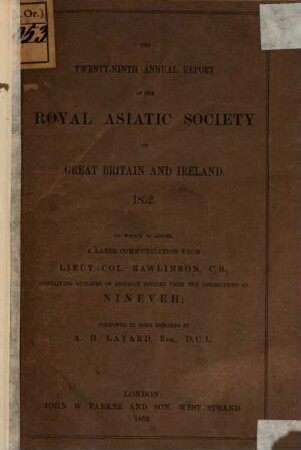 . Or.)
053
THE
TWENTY-NINTH ANNUAL REPORT
OF THE
ROYAL ASIATIC SOCIETY
OF
GREAT BRITAIN AND IRELAND.
1852.
TO WHICH IS ADDED,
A LATER COMMUNICATION FROM
LIEUT.-COL. RAWLINSON, C.B.,
CONTAINING OUTLINES OF ASSYRIAN HISTORY FROM THE INSCRIPTIONS OF
NINEVEH;
FOLLOWED BY SOME REMARKS BY
A. H. LAYARD, ESQ., D.C.L.
LONDON:
JOHN W. PARKER AND SON, WEST STRAND.
1852.